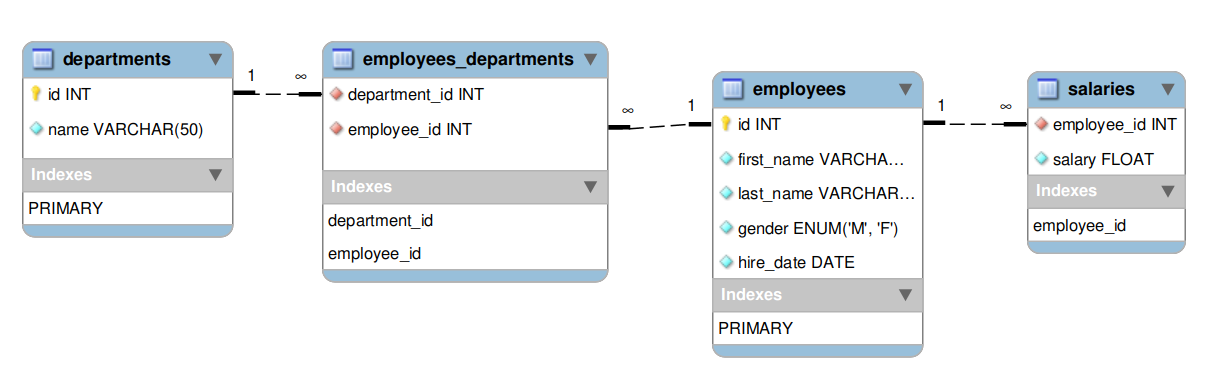 departments
1
∞
id INT
name VARCHAR(50)
Indexes
PRIMARY
employees_departments
department_id INT
employee_id INT
Indexes
department_id
employee_id
∞
1
employees
id INT
first_name VARCHA...
last_name VARCHAR...
gender ENUM('M', 'F')
hire_date DATE
Indexes
PRIMARY
1
∞
salaries
employee_id INT
salary FLOAT
Indexes
employee_id